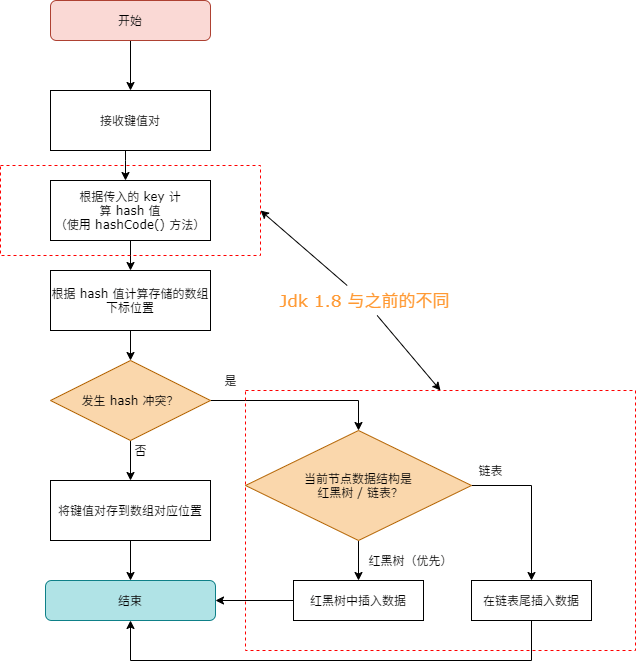 开始
接收键值对
根据传入的 key 计
算 hash 值
（使用 hashCode() 方法）
根据 hash 值计算存储的数组
下标位置
Jdk 1.8 与之前的不同
发生 hash 冲突?
是
否
当前节点数据结构是
红黑树 / 链表?
链表
将键值对存到数组对应位置
红黑树（优先）
结束
红黑树中插入数据
在链表尾插入数据